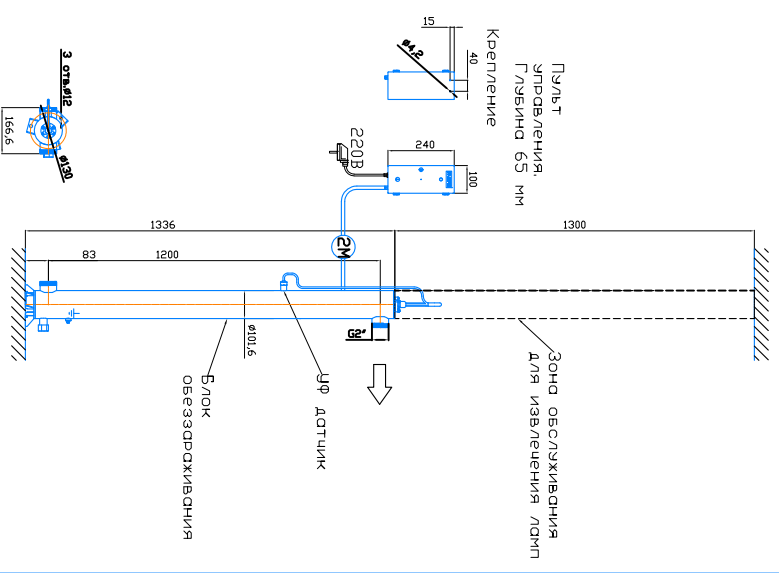 Пульт
управления.
Глубина 65 мм
Крепление
15
40
ø4,2
3 отв.ø12
166,6
ø130
220В
240
100
2М
1336
1300
83
1200
ø101,6
G2"
Зона обслуживания
для извлечения ламп
УФ датчик
Блок
обеззараживания